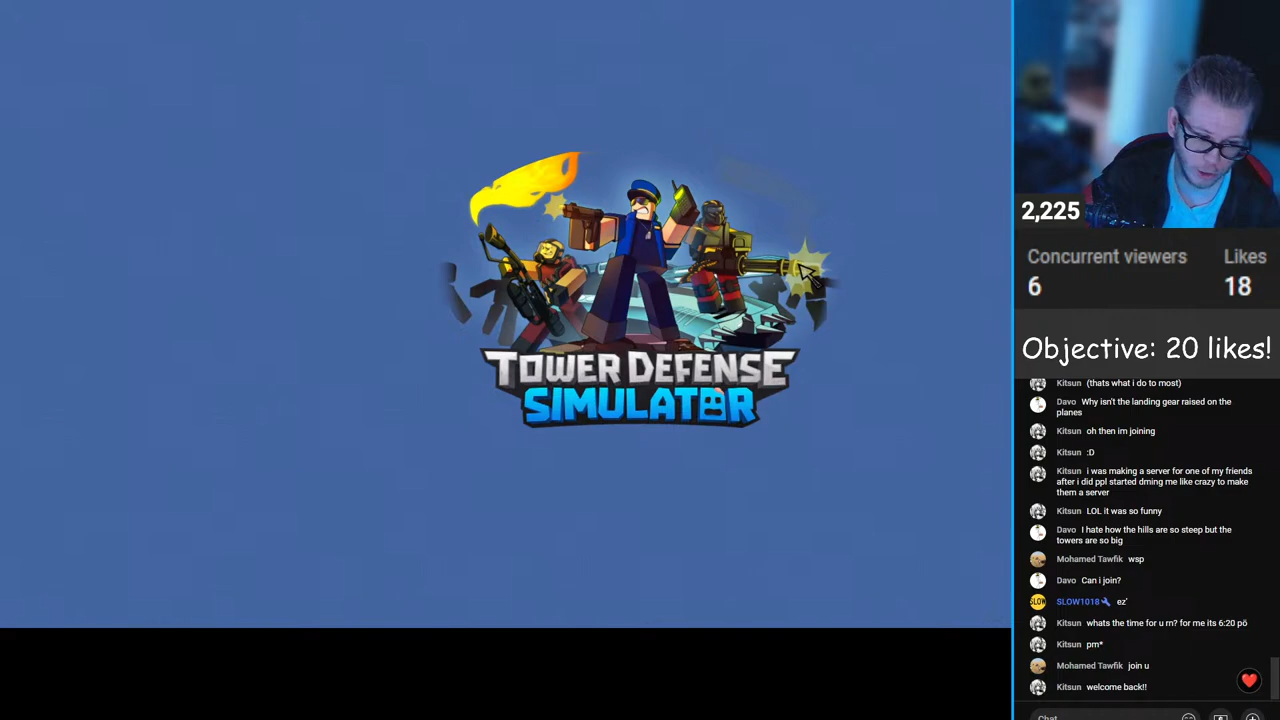 TOWER DEFENSE
SIMULATOR
2,225
Concurrent viewers
Likes
6
18
Objective: 20 likes!
Kitsun (thats what i do to most)
Davo Why isn't the landing gear raised on the
planes
Kitsun oh then im joining
Kitsun :D
Kitsun i was making a server for one of my friends
after i did ppl started dming me like crazy to make
them a server
Kitsun LOL it was so funny
Davo I hate how the hills are so steep but the
towers are so big
Mohamed Tawfik wsp
Davo Can i join?
SLOW SLOW1018 ez'
Kitsun whats the time for u rn? for me its 6:20 pö
Kitsun pm*
Mohamed Tawfik join u
Kitsun welcome back!!
Chat